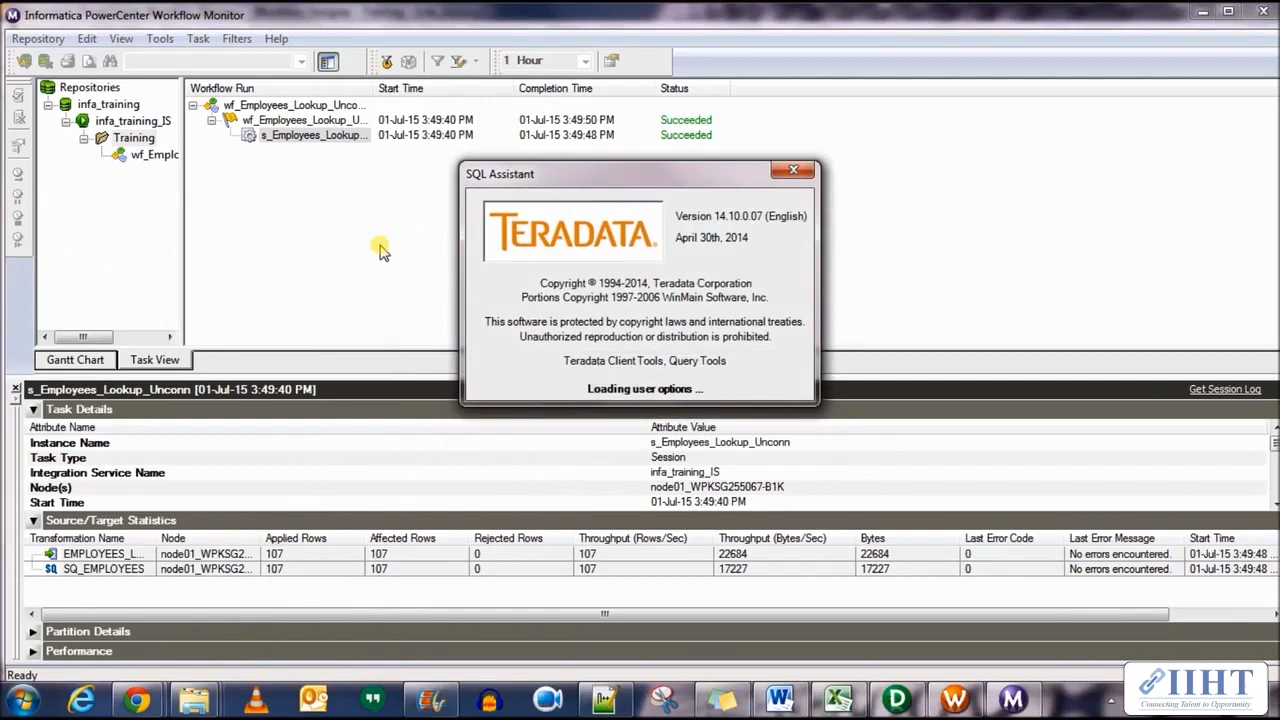 Informatica PowerCenter Workflow Monitor
Repository Edit View Tools Task Filters Help
1 Hour
Repositories
infa_training
infa_training_IS
Training
wf_Emplc
Workflow Run Start Time Completion Time Status
wf_Employees_Lookup_Unco...
wf_Employees_Lookup_U... 01-Jul-15 3:49:40 PM 01-Jul-15 3:49:50 PM Succeeded
s_Employees_Lookup... 01-Jul-15 3:49:40 PM 01-Jul-15 3:49:48 PM Succeeded
SQL Assistant
TERADATA.
Version 14.10.0.07 (English)
April 30th, 2014
Copyright ® 1994-2014, Teradata Corporation
Portions Copyright 1997-2006 WinMain Software, Inc.
This software is protected by copyright laws and international treaties.
Unauthorized reproduction or distribution is prohibited.
Teradata Client Tools, Query Tools
Loading user options ...
Gantt Chart Task View
s_Employees_Lookup_Unconn [01-Jul-15 3:49:40 PM] Get Session Log
Task Details
Attribute Name Attribute Value
Instance Name s_Employees_Lookup_Unconn
Task Type Session
Integration Service Name infa_training_IS
Node(s) node01_WPKSG255067-B1K
Start Time 01-Jul-15 3:49:40 PM
Source/Target Statistics
Transformation Name Node Applied Rows Affected Rows Rejected Rows Throughput (Rows/Sec) Throughput (Bytes/Sec) Bytes Last Error Code Last Error Message Start Time
EMPLOYEES_L... node01_WPKSG2... 107 107 0 107 22684 22684 0 No errors encountered. 01-Jul-15 3:49:48 ...
SQ_EMPLOYEES node01_WPKSG2... 107 107 0 107 17227 17227 0 No errors encountered. 01-Jul-15 3:49:48 ...
Partition Details
Performance
Ready
IIHT
Connecting Talent to Opportunity